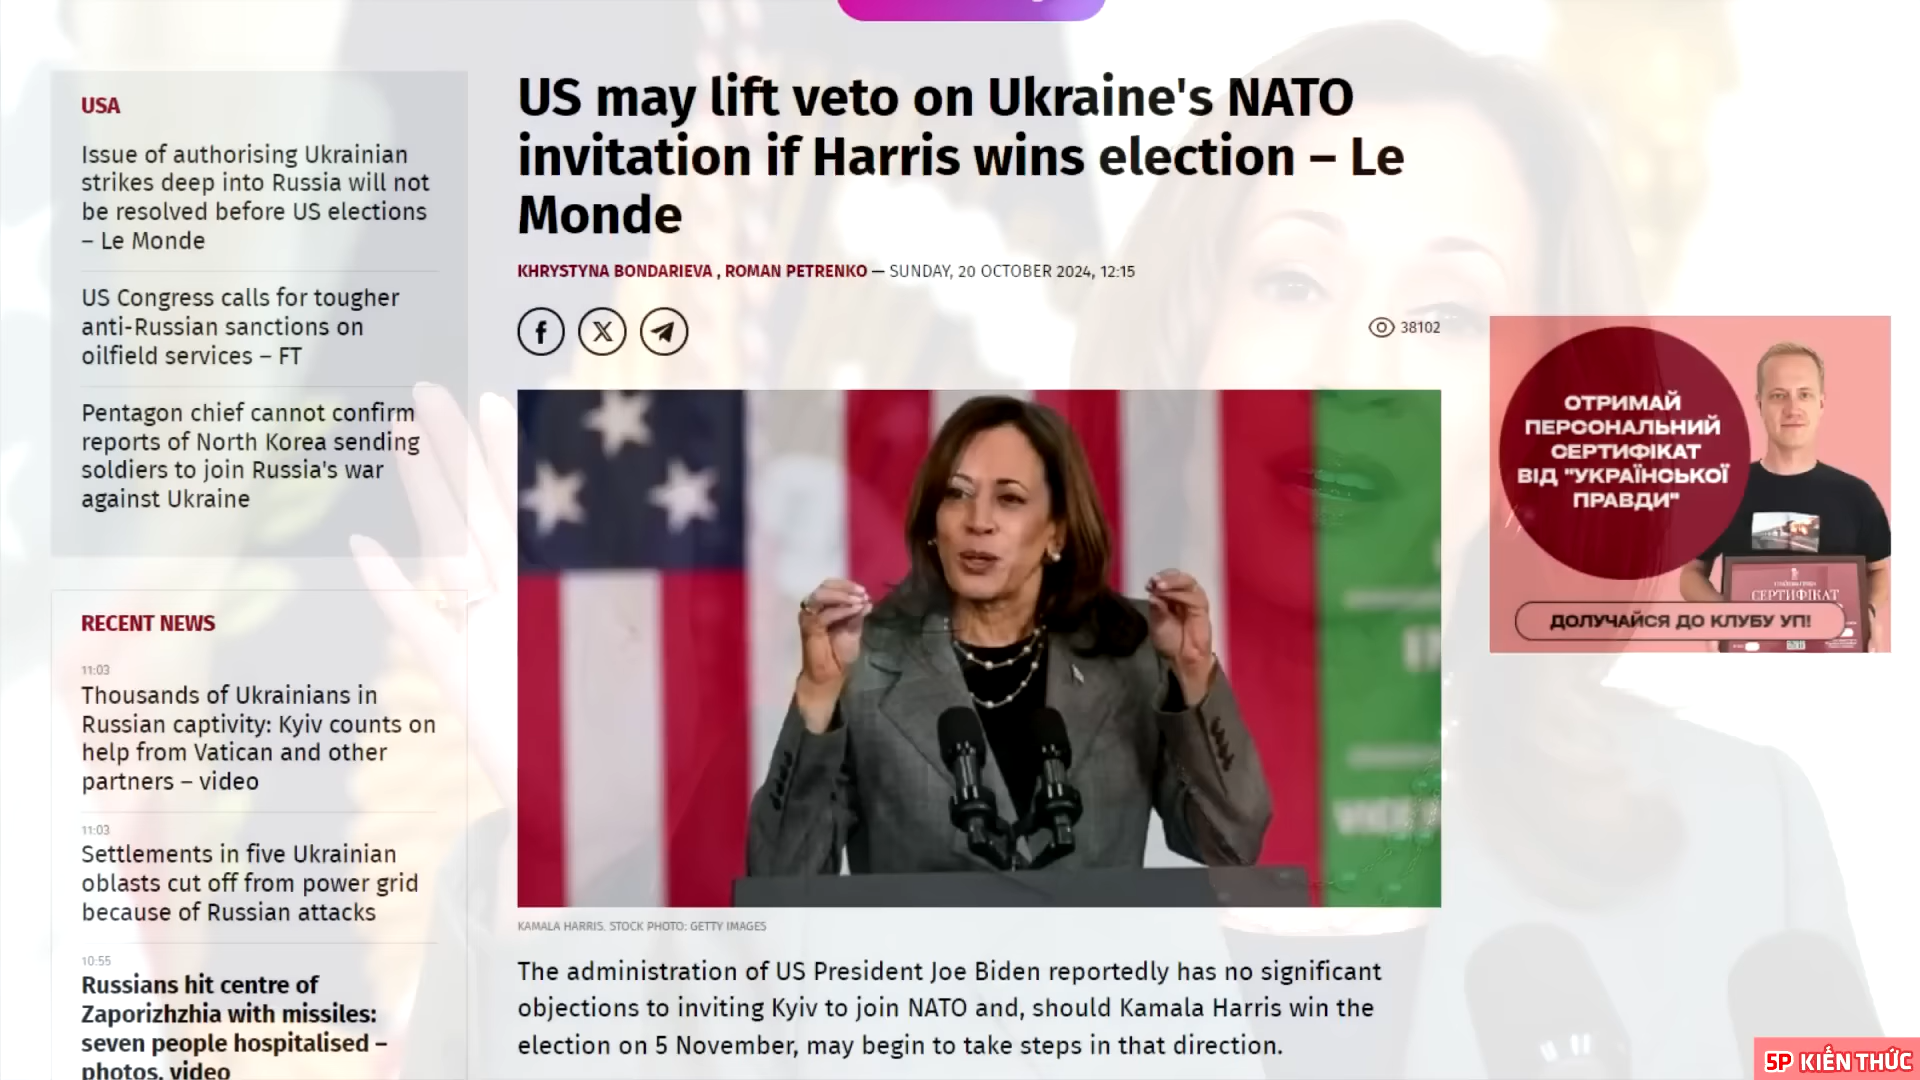 USA
Issue of authorising Ukrainian
strikes deep into Russia will not
be resolved before US elections
– Le Monde
US Congress calls for tougher
anti-Russian sanctions on
oilfield services – FT
Pentagon chief cannot confirm
reports of North Korea sending
soldiers to join Russia's war
against Ukraine
RECENT NEWS
11:03
Thousands of Ukrainians in
Russian captivity: Kyiv counts on
help from Vatican and other
partners – video
11:03
Settlements in five Ukrainian
oblasts cut off from power grid
because of Russian attacks
10:55
Russians hit centre of
Zaporizhzhia with missiles:
seven people hospitalised –
photos, video
US may lift veto on Ukraine's NATO
invitation if Harris wins election – Le
Monde
KHRYSTYNA BONDARIEVA , ROMAN PETRENKO — SUNDAY, 20 OCTOBER 2024, 12:15
38102
KAMALA HARRIS. STOCK PHOTO: GETTY IMAGES
The administration of US President Joe Biden reportedly has no significant
objections to inviting Kyiv to join NATO and, should Kamala Harris win the
election on 5 November, may begin to take steps in that direction.
ОТРИМАЙ
ПЕРСОНАЛЬНИЙ
СЕРТИФІКАТ
ВІД "УКРАЇНСЬКОЇ
ПРАВДИ"
СЕРТИФІКАТ
ДОЛУЧАЙСЯ ДО КЛУБУ УП!
5P KIẾN THỨC